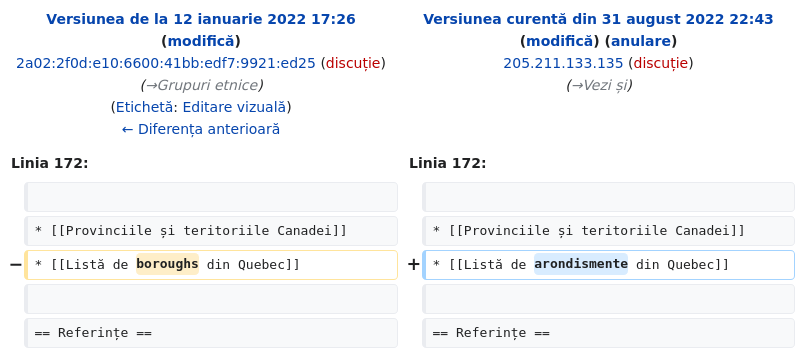 Versiunea de la 12 ianuarie 2022 17:26
(modifică)
2a02:2f0d:e10:6600:41bb:edf7:9921:ed25 (discuție)
(→Grupuri etnice)
(Etichetă: Editare vizuală)
← Diferența anterioară
Versiunea curentă din 31 august 2022 22:43
(modifică) (anulare)
205.211.133.135 (discuție)
(→Vezi și)
Linia 172:
Linia 172:
* [[Provinciile și teritoriile Canadei]]
* [[Provinciile și teritoriile Canadei]]
− * [[Listă de boroughs din Quebec]]
+ * [[Listă de arondismente din Quebec]]
== Referințe ==
== Referințe ==